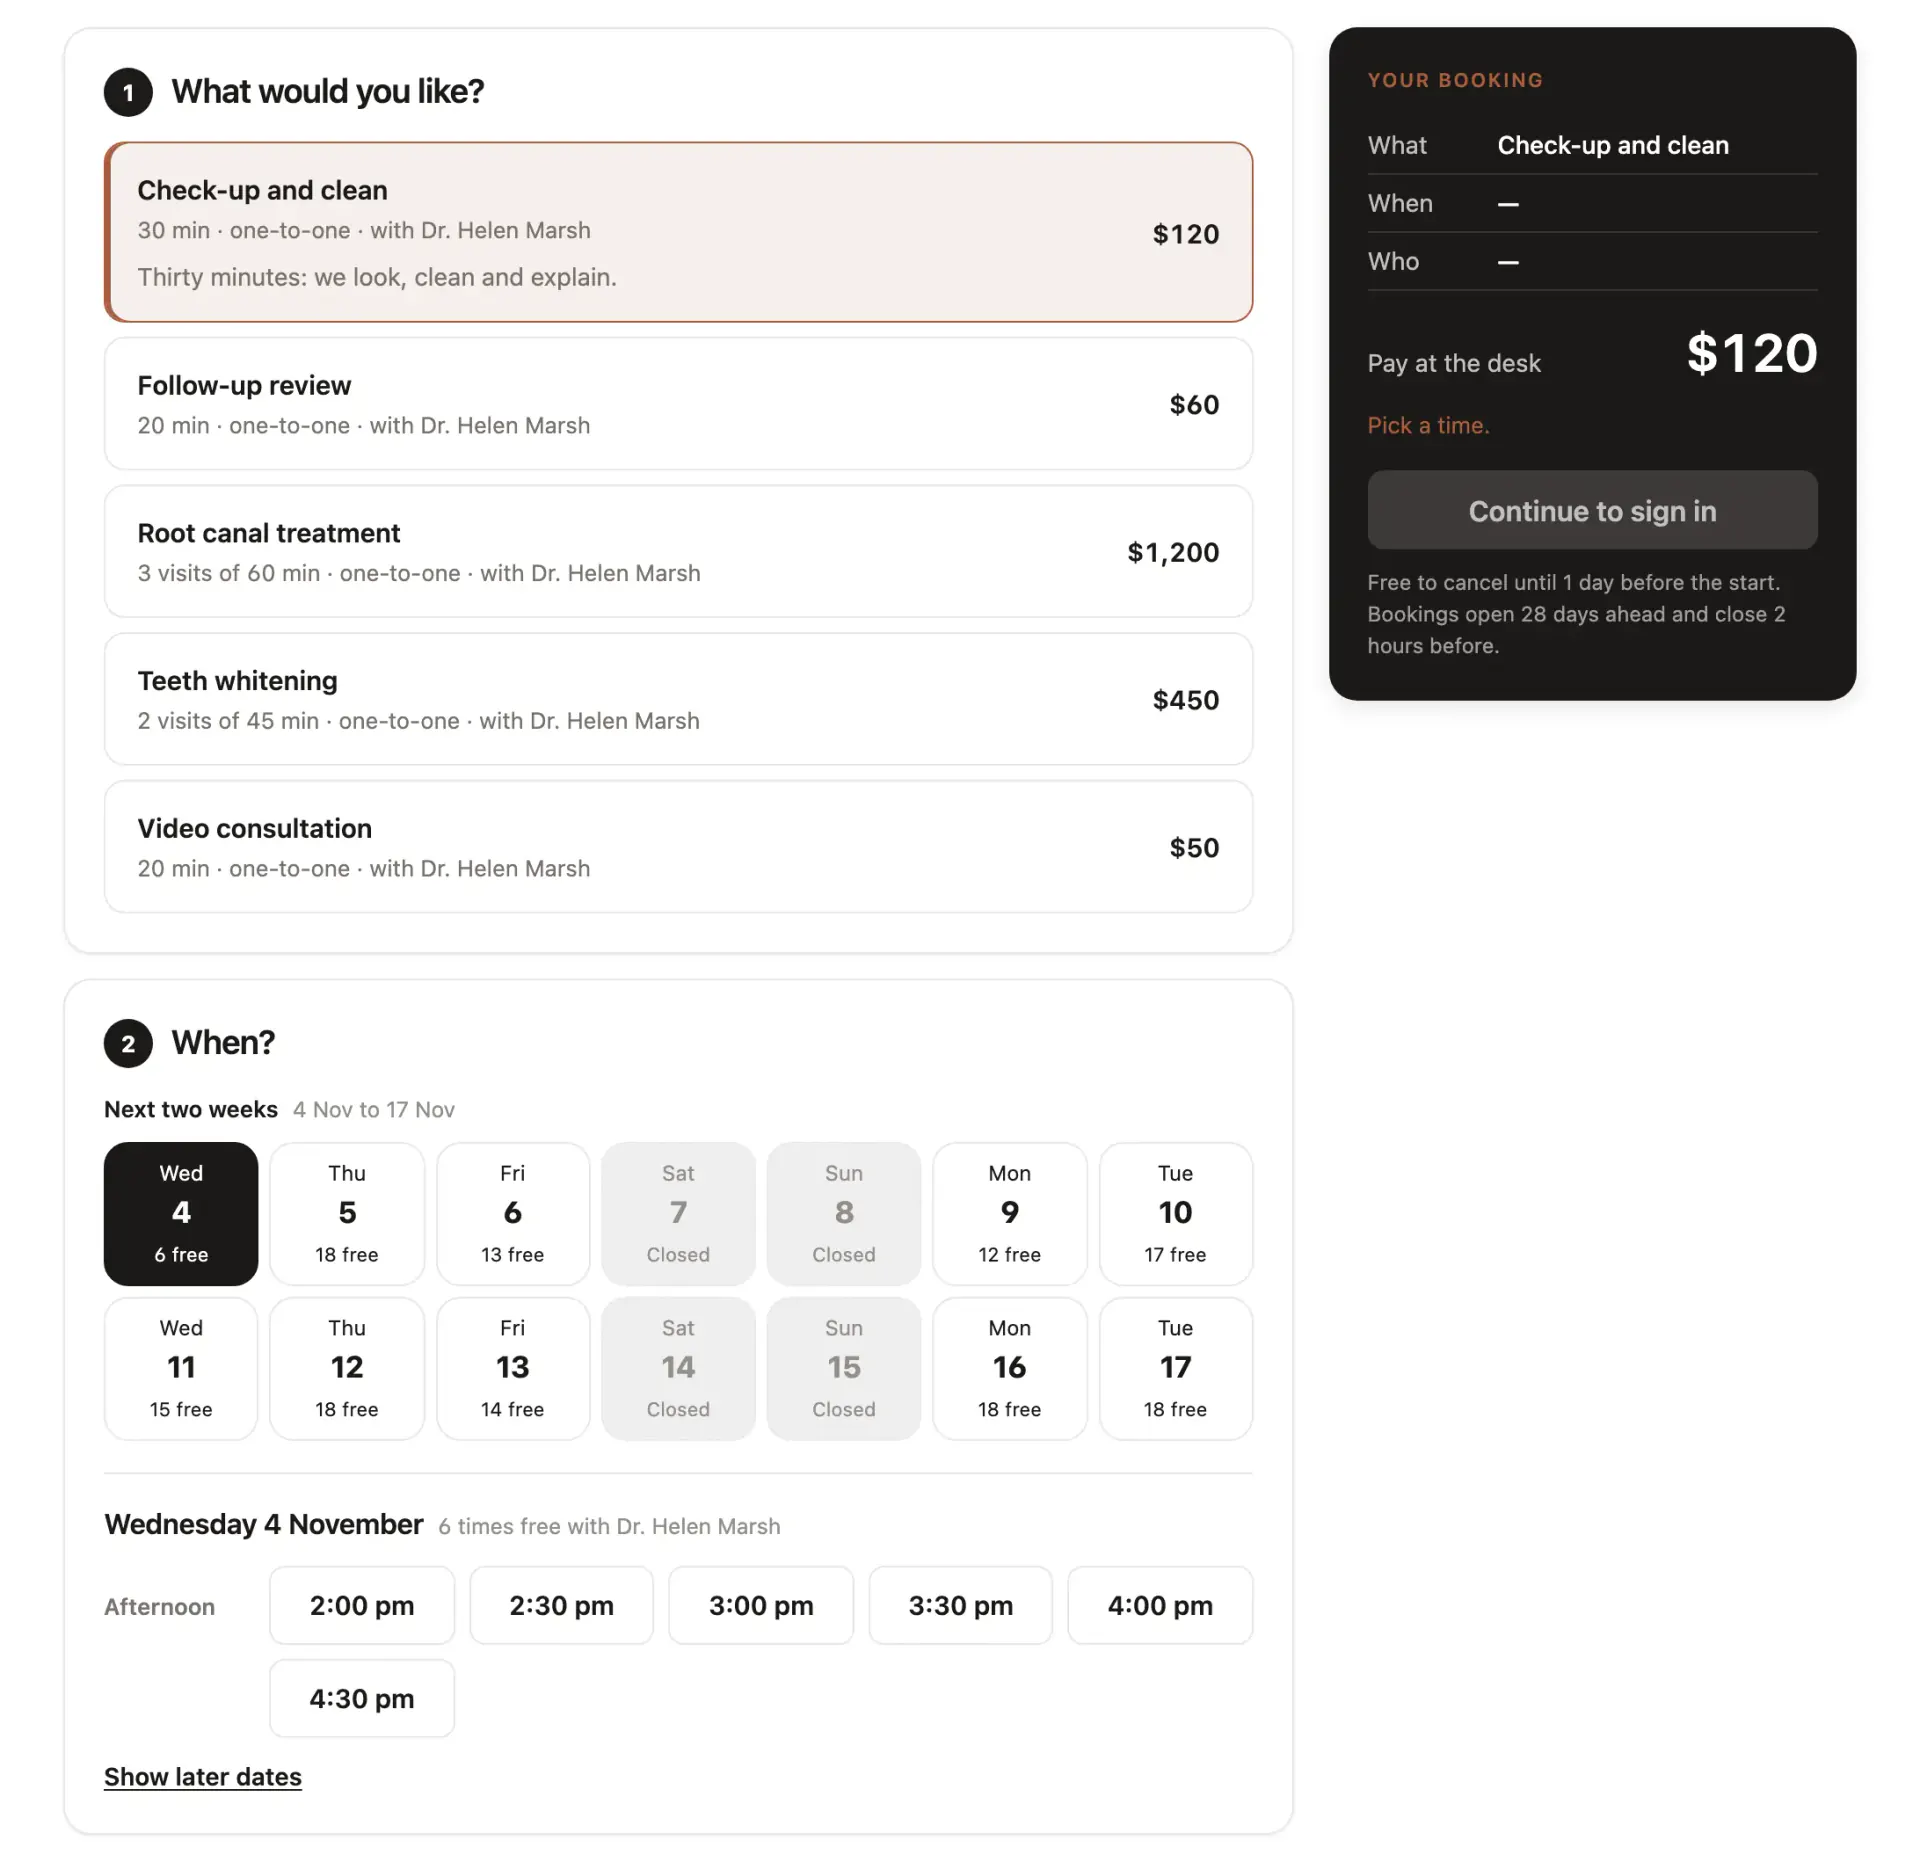 1 What would you like?
Check-up and clean
30 min · one-to-one · with Dr. Helen Marsh
$120
Thirty minutes: we look, clean and explain.
Follow-up review
20 min · one-to-one · with Dr. Helen Marsh
$60
Root canal treatment
3 visits of 60 min · one-to-one · with Dr. Helen Marsh
$1,200
Teeth whitening
2 visits of 45 min · one-to-one · with Dr. Helen Marsh
$450
Video consultation
20 min · one-to-one · with Dr. Helen Marsh
$50
2 When?
Next two weeks 4 Nov to 17 Nov
Wed Thu Fri Sat Sun Mon Tue
4 5 6 7 8 9 10
6 free 18 free 13 free Closed Closed 12 free 17 free
Wed Thu Fri Sat Sun Mon Tue
11 12 13 14 15 16 17
15 free 18 free 14 free Closed Closed 18 free 18 free
Wednesday 4 November 6 times free with Dr. Helen Marsh
Afternoon 2:00 pm 2:30 pm 3:00 pm 3:30 pm 4:00 pm
4:30 pm
Show later dates
YOUR BOOKING
What Check-up and clean
When —
Who —
Pay at the desk $120
Pick a time.
Continue to sign in
Free to cancel until 1 day before the start.
Bookings open 28 days ahead and close 2
hours before.